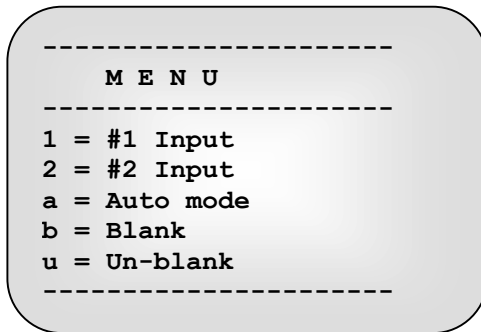 ----------------------
M E N U
----------------------
1 = #1 Input
2 = #2 Input
a = Auto mode
b = Blank
u = Un-blank
----------------------